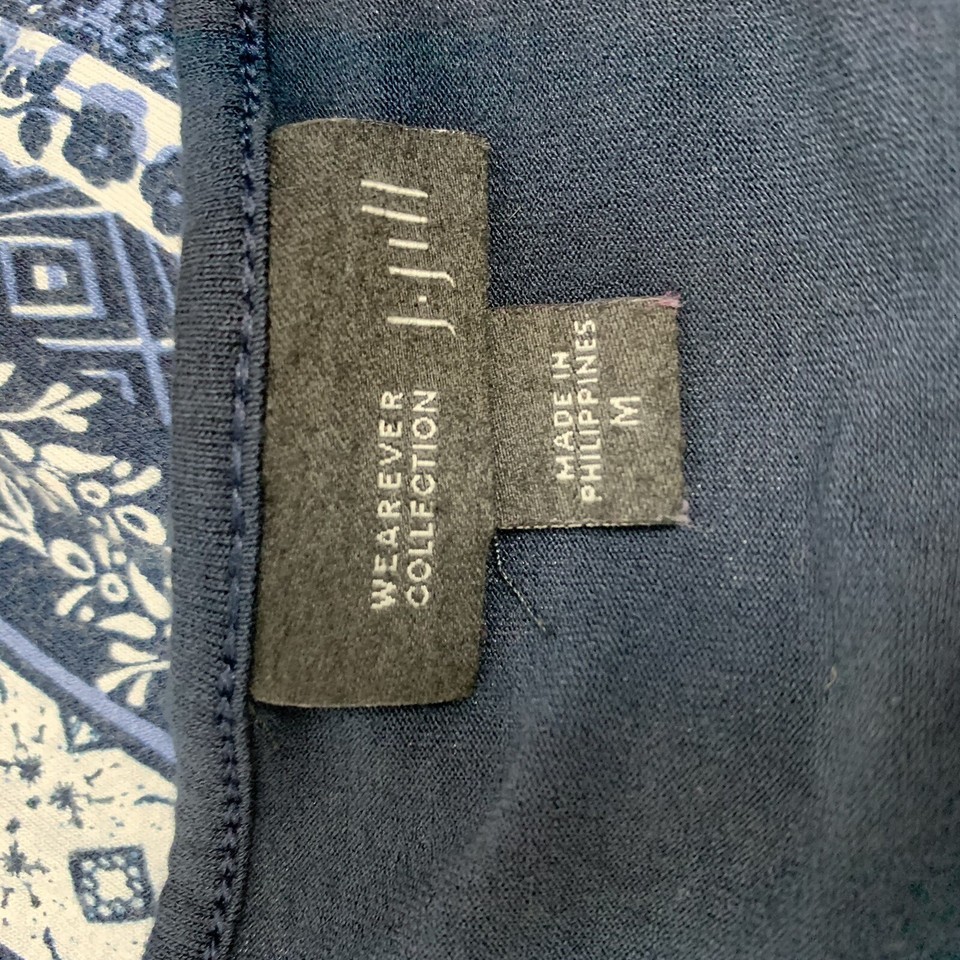 WEAREVER
COLLECTION
J.Jill
MADE IN
PHILIPPINES
M